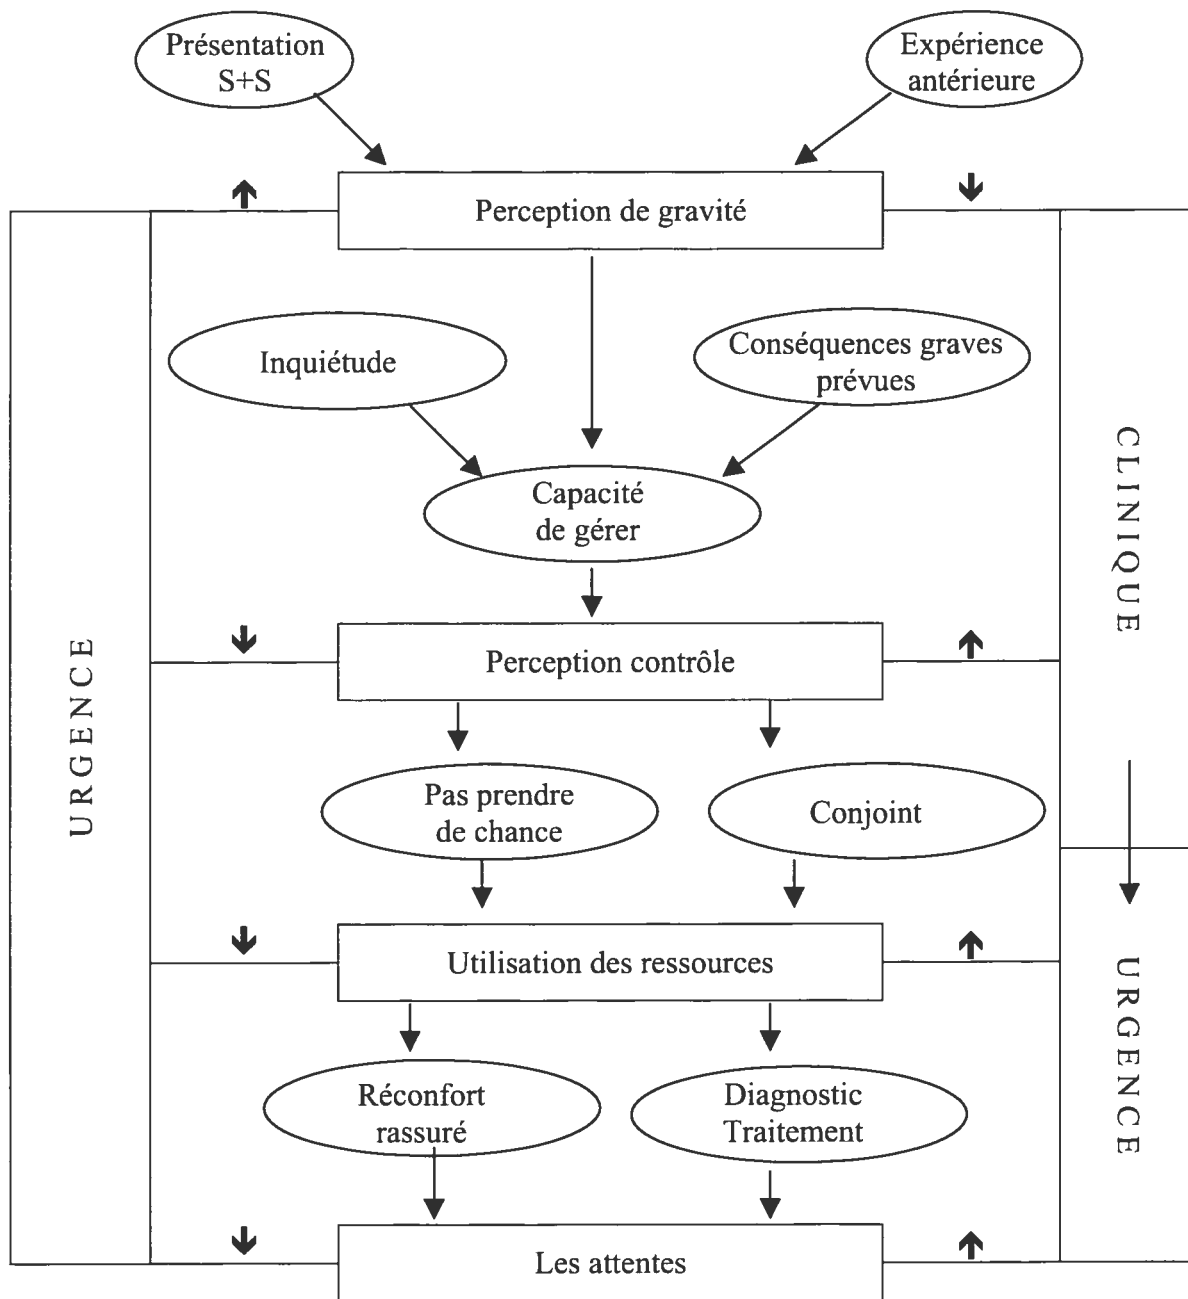 Présentation
S+S
Expérience
antérieure
Perception de gravité
Inquiétude
Conséquences graves
prévues
Capacité
de gérer
CLINIQUE
URGENCE
Perception contrôle
Pas prendre
de chance
Conjoint
Utilisation des ressources
URGENCE
Réconfort
rassuré
Diagnostic
Traitement
Les attentes